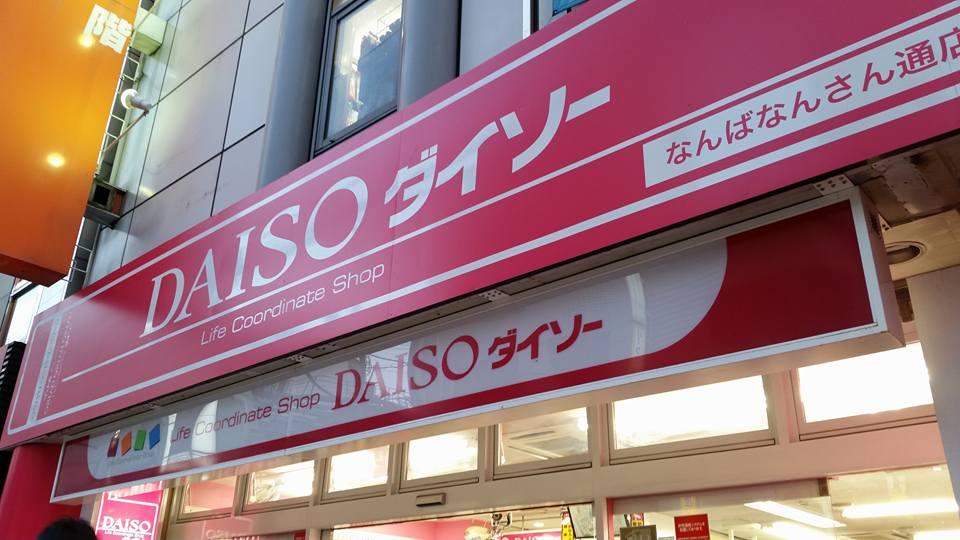 階
DAISO ダイソー
なんばなんさん通店
Life Coordinate Shop
Life Coordinate Shop DAISO ダイソー
DAISO